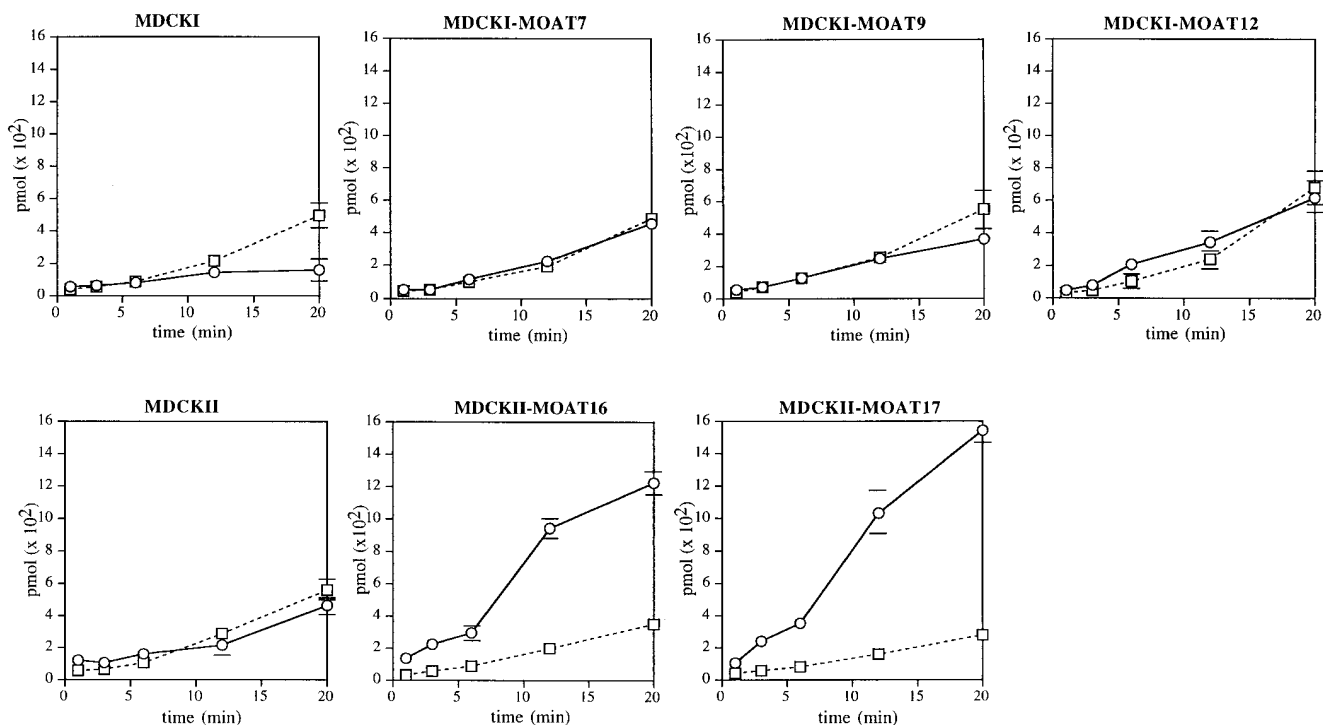 MDCKI
MDCKI-MOAT7
MDCKI-MOAT9
MDCKI-MOAT12
16
14
12
10
8
6
4
2
0
pmol (x 10²)
0 5 10 15 20
time (min)
16
14
12
10
8
6
4
2
0
pmol (x 10²)
0 5 10 15 20
time (min)
16
14
12
10
8
6
4
2
0
pmol (x10²)
0 5 10 15 20
time (min)
16
14
12
10
8
6
4
2
0
pmol (x 10²)
0 5 10 15 20
time (min)
MDCKII
MDCKII-MOAT16
MDCKII-MOAT17
16
14
12
10
8
6
4
2
0
pmol (x 10²)
0 5 10 15 20
time (min)
16
14
12
10
8
6
4
2
0
pmol (x 10²)
0 5 10 15 20
time (min)
16
14
12
10
8
6
4
2
0
pmol (x 10²)
0 5 10 15 20
time (min)